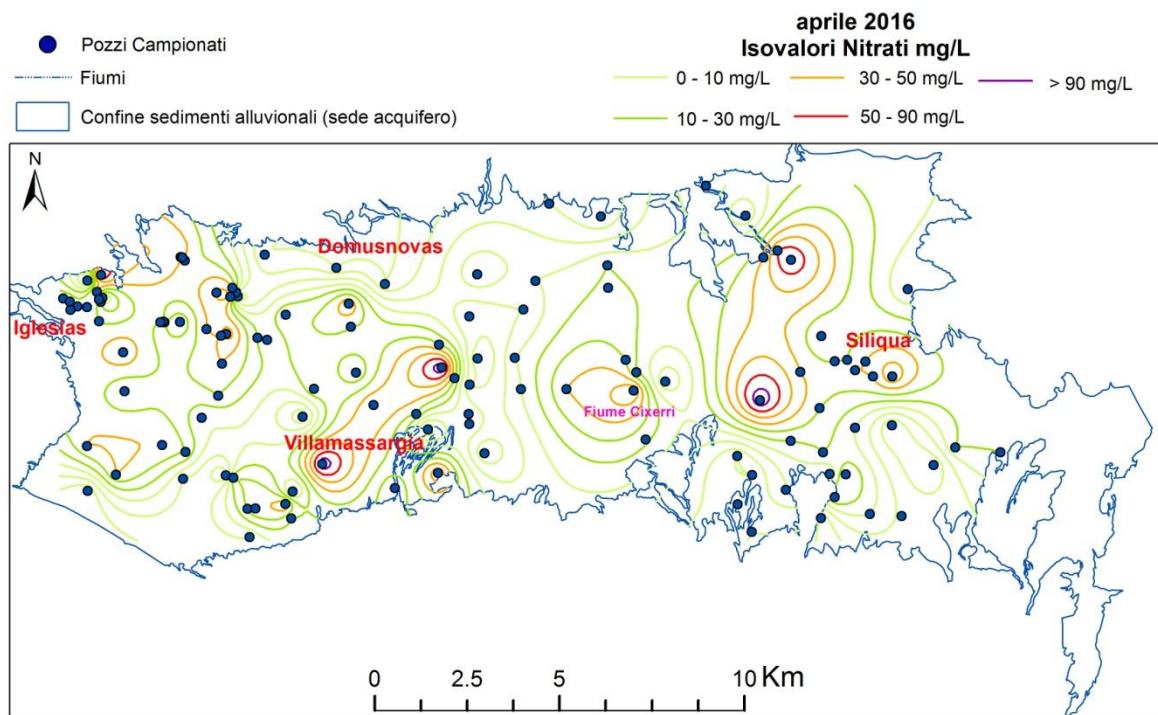 aprile 2016
Isovalori Nitrati mg/L
Pozzi Campionati
Fiumi
Confine sedimenti alluvionali (sede acquifero)
0 - 10 mg/L
30 - 50 mg/L
> 90 mg/L
10 - 30 mg/L
50 - 90 mg/L
N
Domusnovas
Iglesias
Siliqua
Fiume Cixerri
Villamassargia
0 2.5 5 10 Km